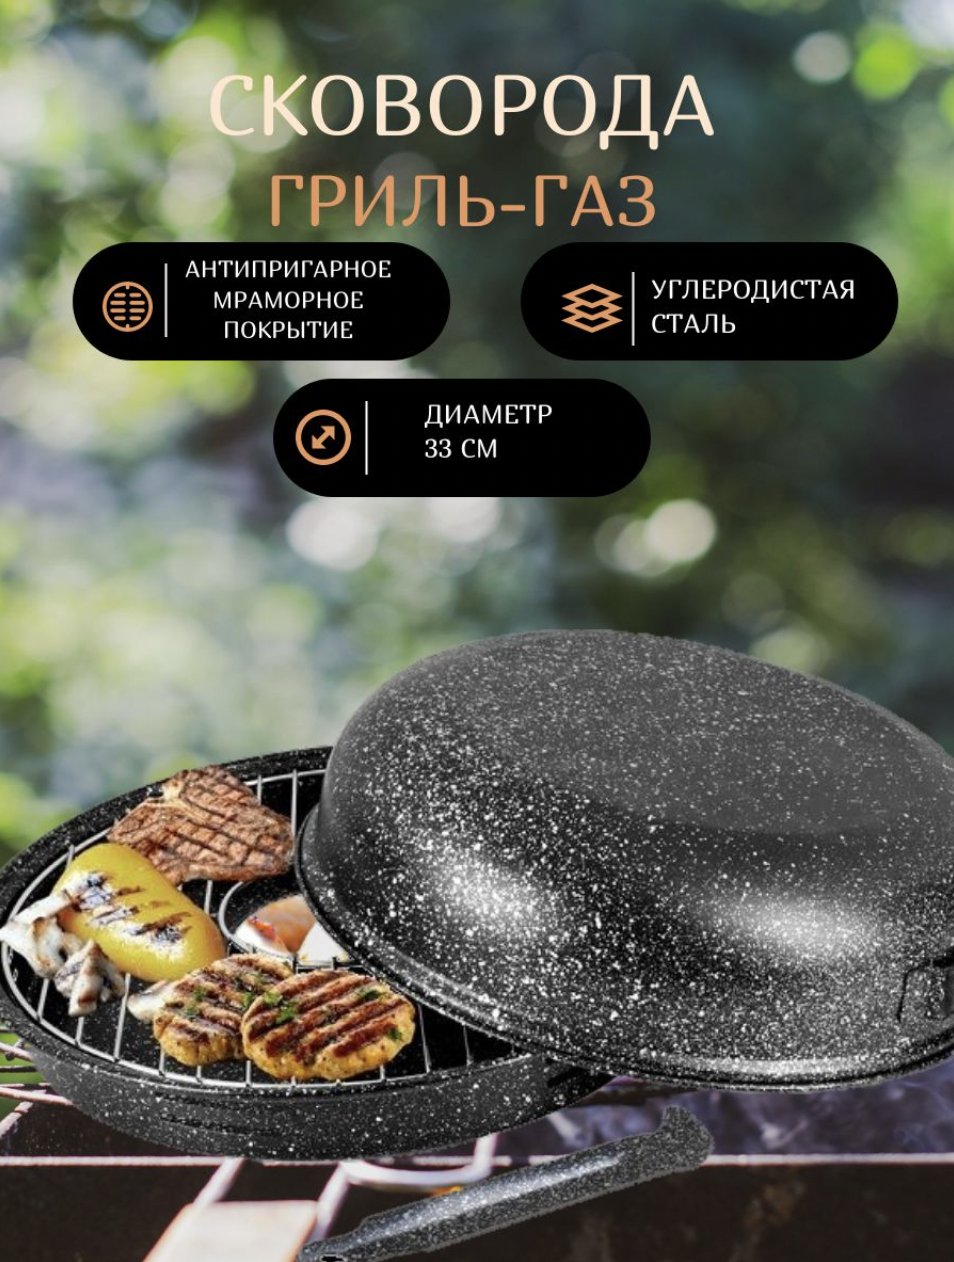 СКОВОРОДА
ГРИЛЬ-ГАЗ
АНТИПРИГАРНОЕ
МРАМОРНОЕ
ПОКРЫТИЕ
УГЛЕРОДИСТАЯ
СТАЛЬ
ДИАМЕТР
33 СМ